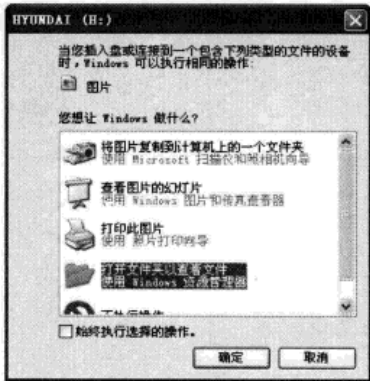 HYUNDAI (H:)
当您插入盘或连接到一个包含下列类型的文件的设备
时，Windows 可以执行相同的操作:
图片
您想让 Windows 做什么?
将图片复制到计算机上的一个文件夹
使用 Microsoft 扫描仪和照相机向导
查看图片的幻灯片
使用 Windows 图片和传真查看器
打印此图片
使用 照片打印向导
打开文件夹以查看文件
使用 Windows 资源管理器
不执行操作
始终执行选择的操作。
确定
取消